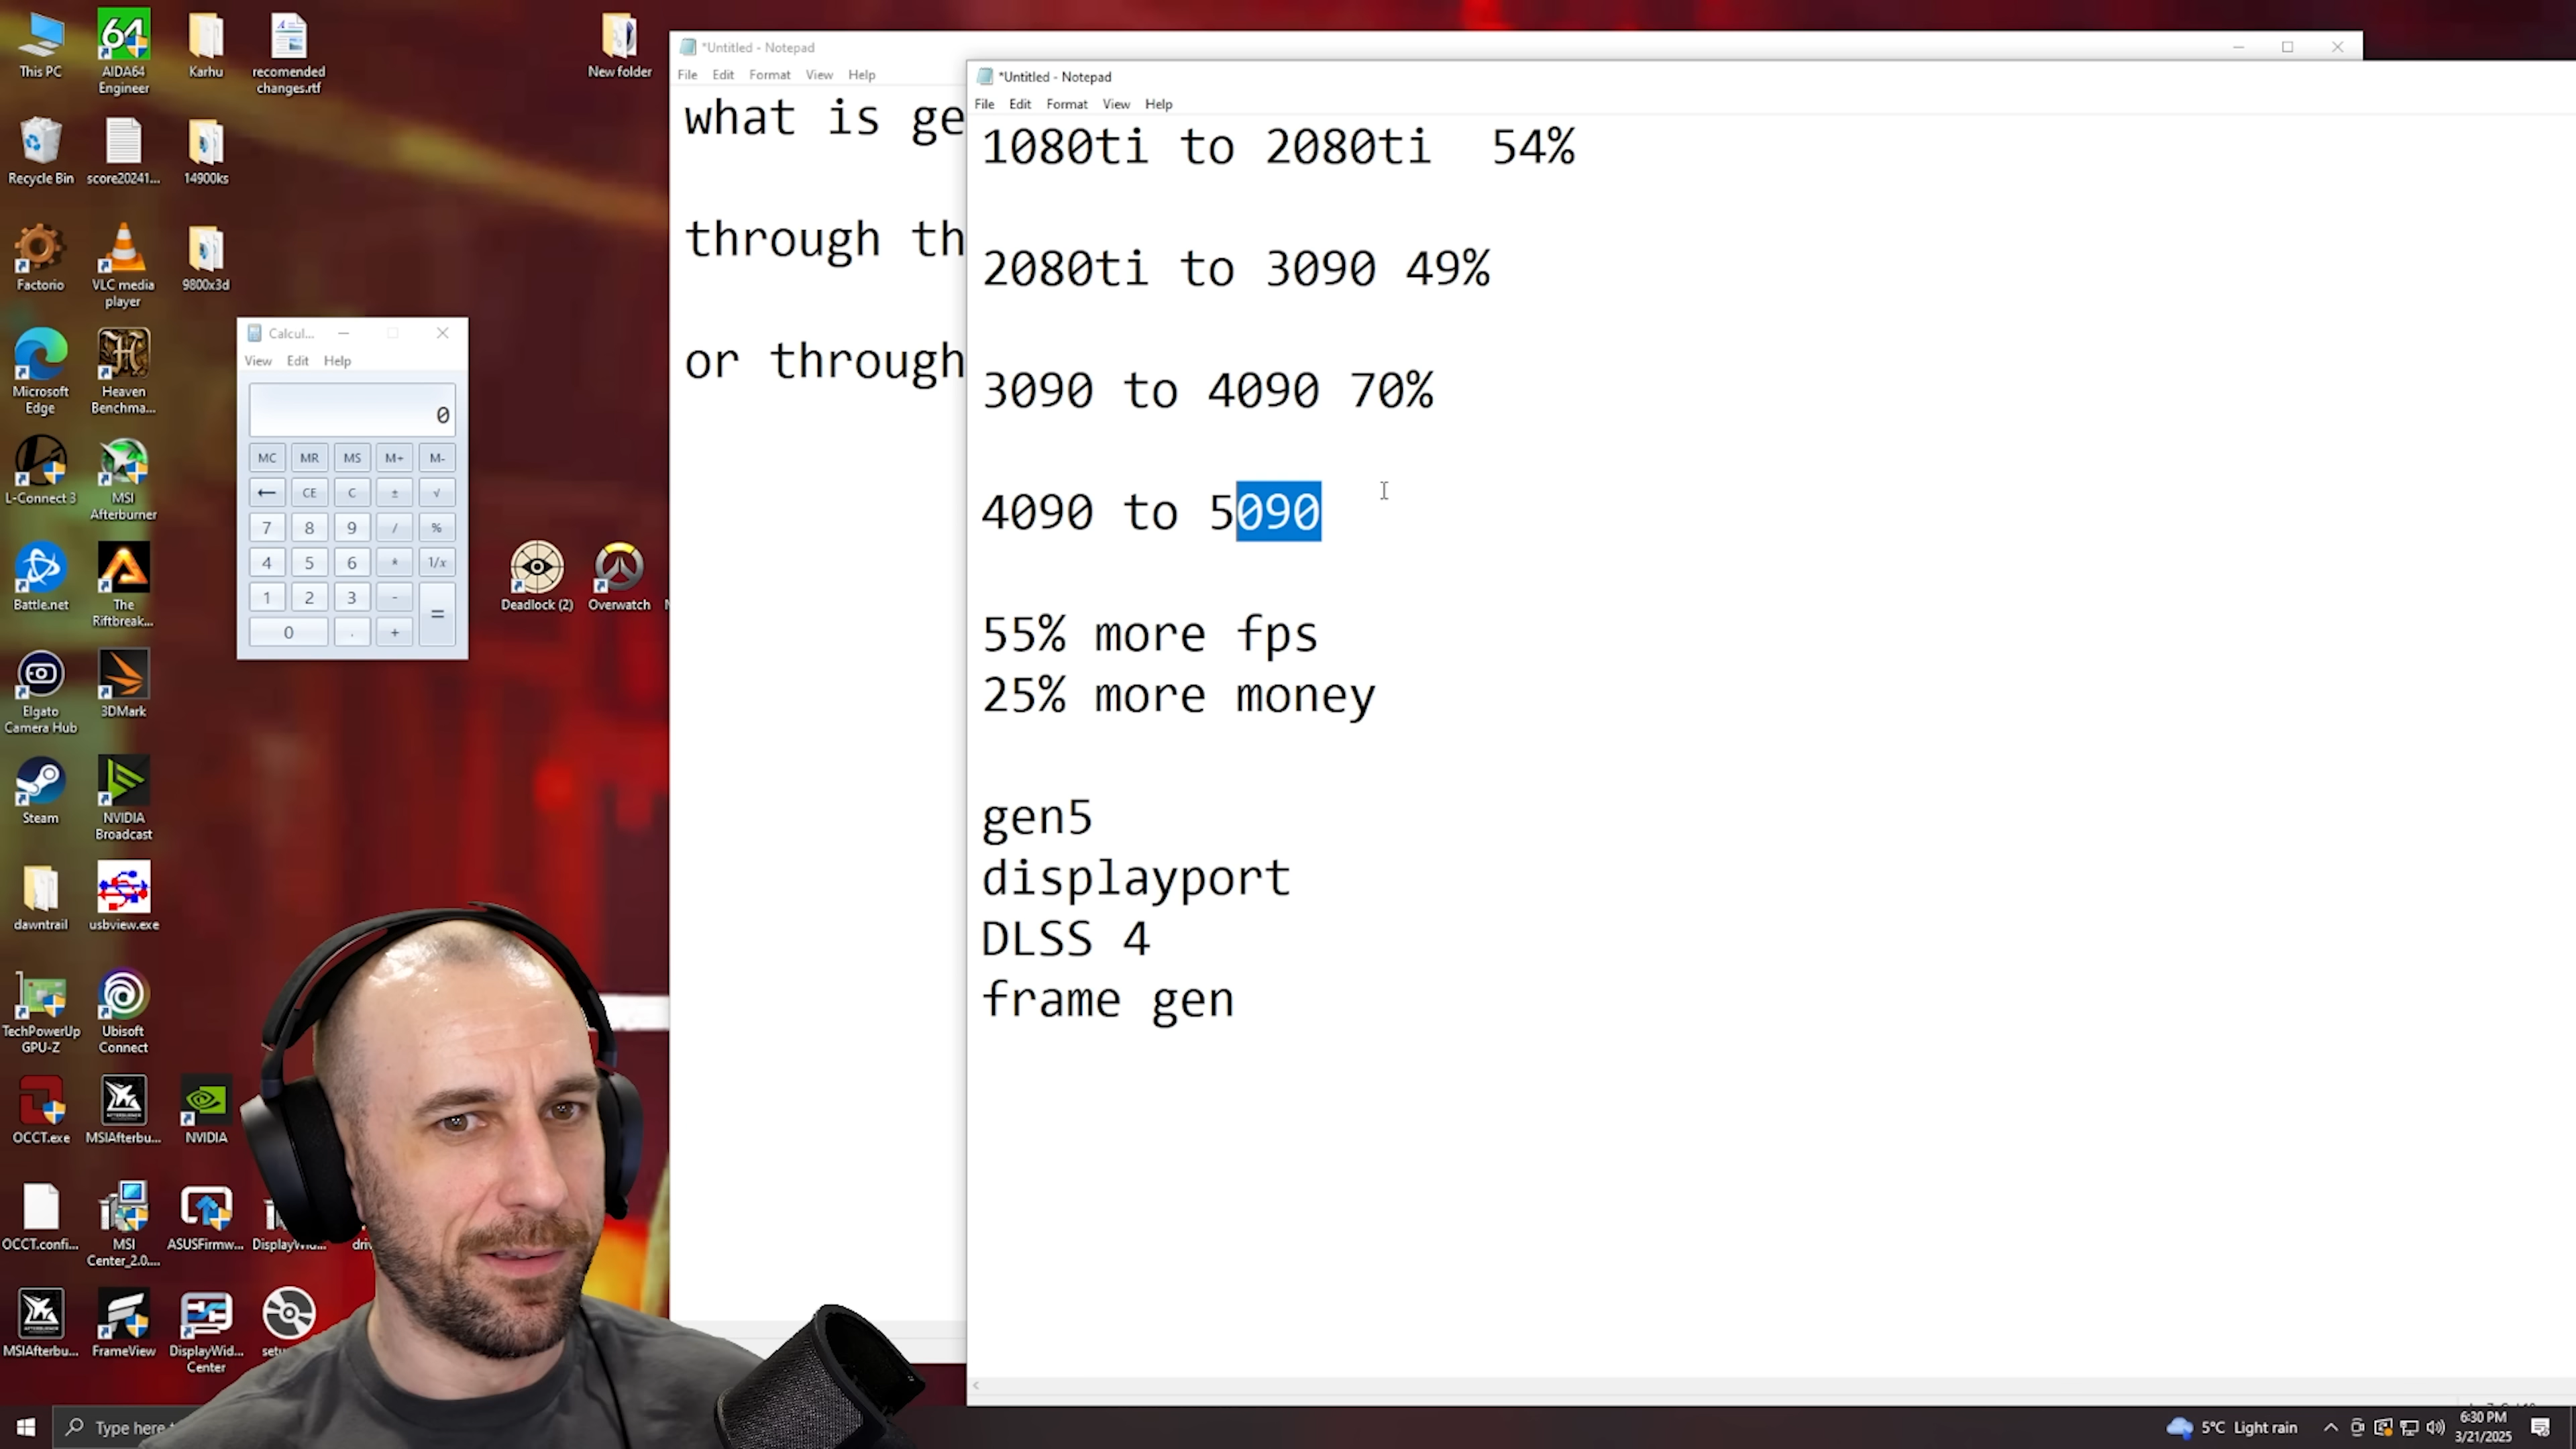 This PC
AIDA64
Engineer
Karhu
recomended
changes.rtf
New folder
Recycle Bin
score20241...
14900ks
Factorio
VLC media
player
9800x3d
Microsoft
Edge
Heaven
Benchma...
L-Connect 3
MSI
Afterburner
Battle.net
The
Riftbreak...
Elgato
Camera Hub
3DMark
Steam
NVIDIA
Broadcast
dawntrail
usbview.exe
TechPowerUp
GPU-Z
Ubisoft
Connect
OCCT.exe
MSIAfterbu...
NVIDIA
OCCT.confi...
MSI
Center_2.0....
ASUSFirmw...
MSIAfterbu...
FrameView
DisplayWid...
Center
Deadlock (2)
Overwatch
Calcul...
View Edit Help
0
MC MR MS M+ M-
← CE C ± √
7 8 9 / %
4 5 6 * 1/x
1 2 3 - =
0 . +
*Untitled - Notepad
File Edit Format View Help
what is ge
through th
or through
*Untitled - Notepad
File Edit Format View Help
1080ti to 2080ti 54%
2080ti to 3090 49%
3090 to 4090 70%
4090 to 5090
55% more fps
25% more money
gen5
displayport
DLSS 4
frame gen
Type here
5°C Light rain
6:30 PM
3/21/2025